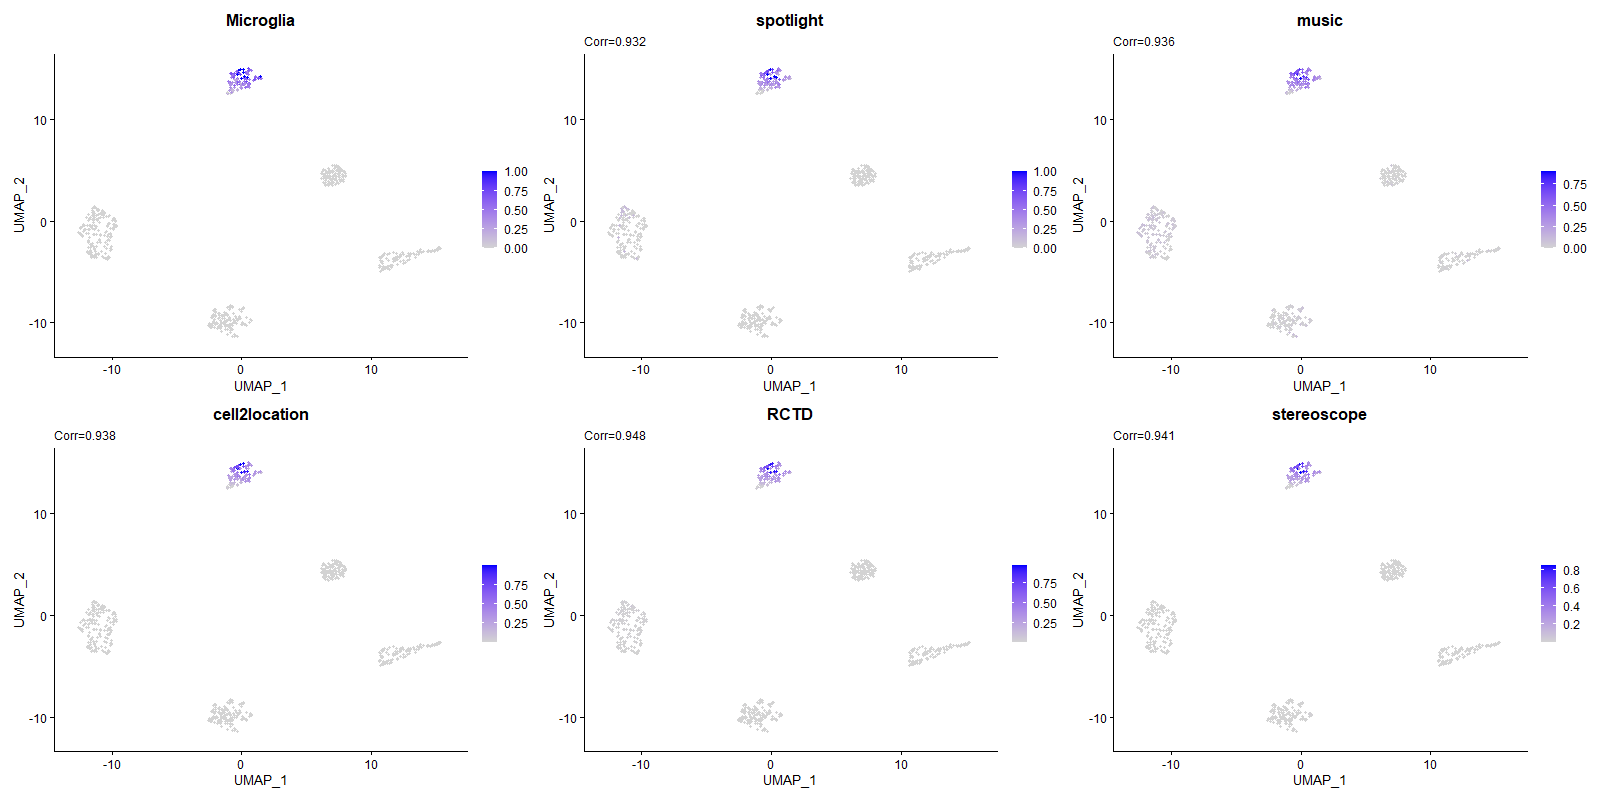 Microglia
UMAP_2
10
0
-10
-10
0
10
UMAP_1
1.00
0.75
0.50
0.25
0.00
spotlight
Corr=0.932
UMAP_2
10
0
-10
-10
0
10
UMAP_1
1.00
0.75
0.50
0.25
0.00
music
Corr=0.936
UMAP_2
10
0
-10
-10
0
10
UMAP_1
0.75
0.50
0.25
0.00
cell2location
Corr=0.938
UMAP_2
10
0
-10
-10
0
10
UMAP_1
0.75
0.50
0.25
RCTD
Corr=0.948
UMAP_2
10
0
-10
-10
0
10
UMAP_1
0.75
0.50
0.25
stereoscope
Corr=0.941
UMAP_2
10
0
-10
-10
0
10
UMAP_1
0.8
0.6
0.4
0.2